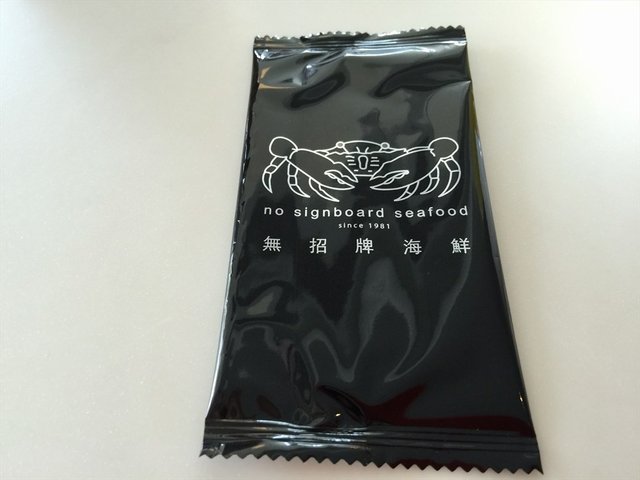 no signboard seafood
since 1981
無招牌海鮮